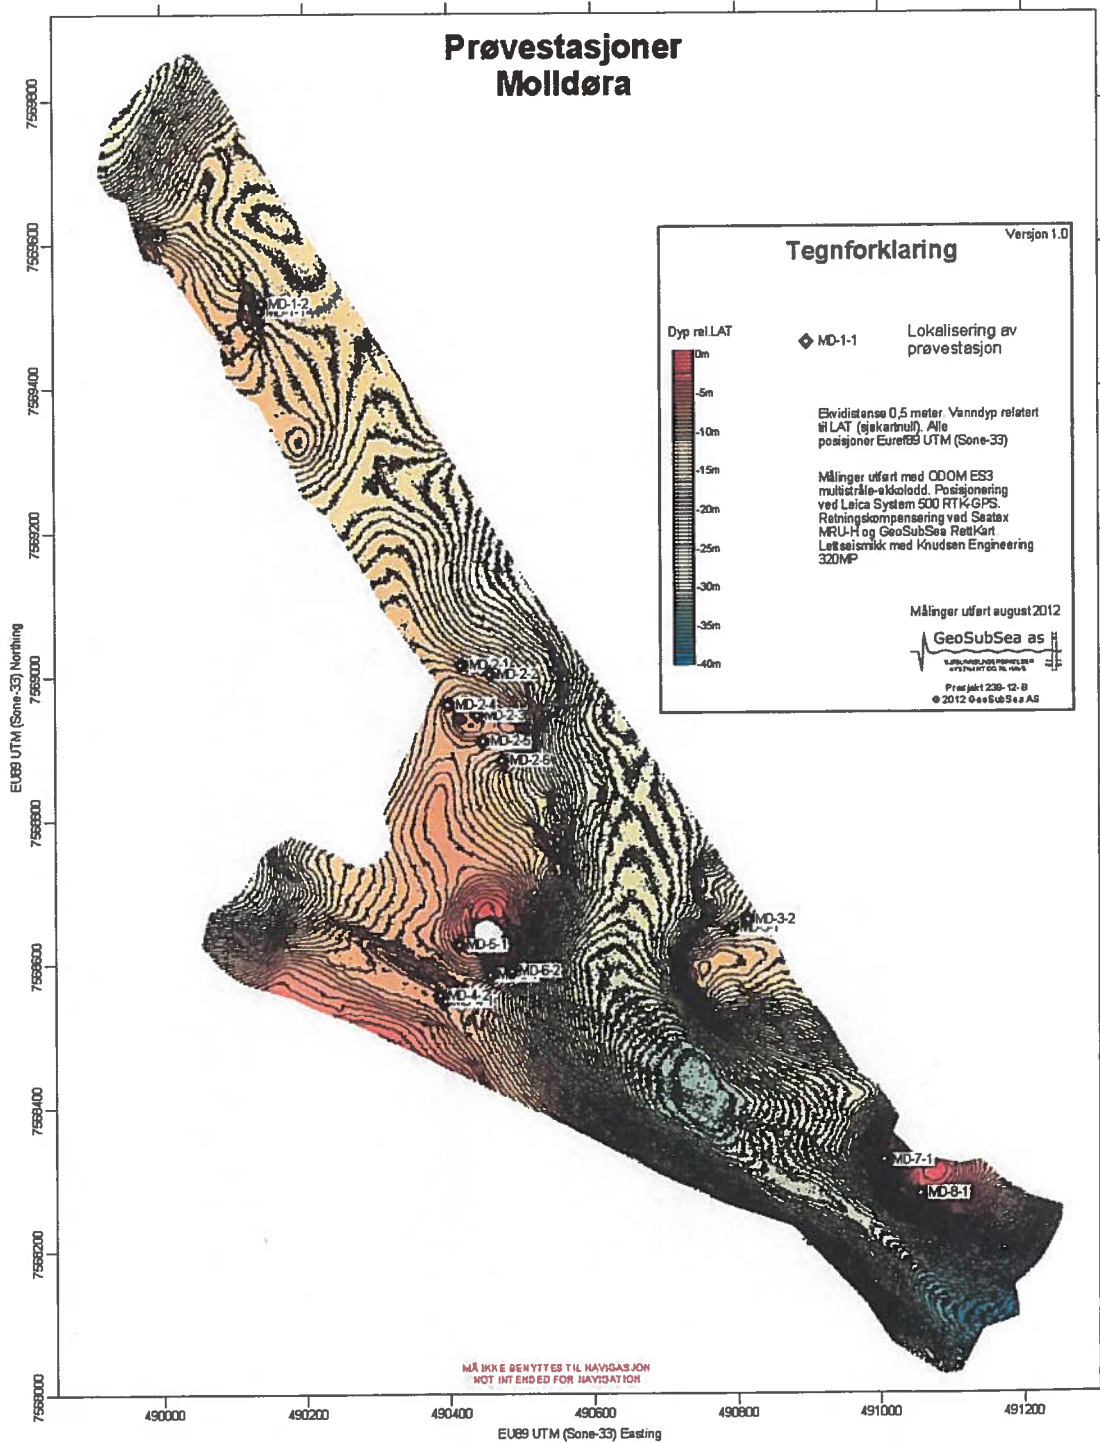 Prøvestasjoner
Molldøra
Versjon 1.0
Tegnforklaring
Dyp rel.LAT
0m
-5m
-10m
-15m
-20m
-25m
-30m
-35m
-40m
MD-1-1
Lokalisering av
prøvestasjon
Ekvidistanse 0,5 meter. Vanndyp relatert
til LAT (sjøkartnull). Alle
posisjoner Euref89 UTM (Sone-33)
Målinger utført med ODOM ES3
multistråle-ekkolodd. Posisjonering
ved Leica System 500 RTK-GPS.
Retningskompensering ved Seatex
MRU-H og GeoSubSea RettKart
Lettseismikk med Knudsen Engineering
320MP
Målinger utført august 2012
GeoSubSea as
Prosjekt 239-12-B
© 2012 GeoSubSea AS
MD-1-2
MD-2-1
MD-2-2
MD-2-4
MD-2-3
MD-2-5
MD-2-6
MD-3-2
MD-5-1
MD-6-2
MD-4-2
MD-7-1
MD-8-1
EU89 UTM (Sone-33) Northing
7569800
7569600
7569400
7569200
7569000
7568800
7568600
7568400
7568200
7568000
MÅ IKKE BENYTTES TIL NAVIGASJON
NOT INTENDED FOR NAVIGATION
490000
490200
490400
490600
490800
491000
491200
EU89 UTM (Sone-33) Easting